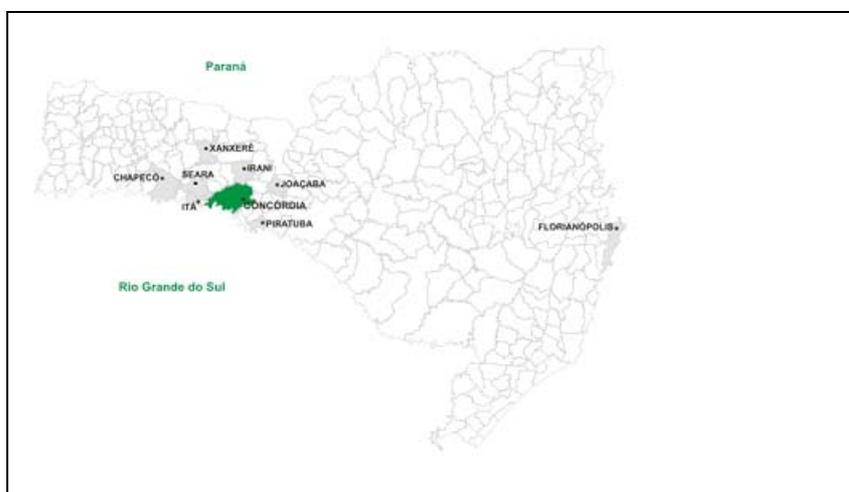 Paraná
XANXERÊ
IRANI
SEARA
CHAPECÓ
JOAÇABA
ITÁ
CONCÓRDIA
PIRATUBA
FLORIANÓPOLIS
Rio Grande do Sul